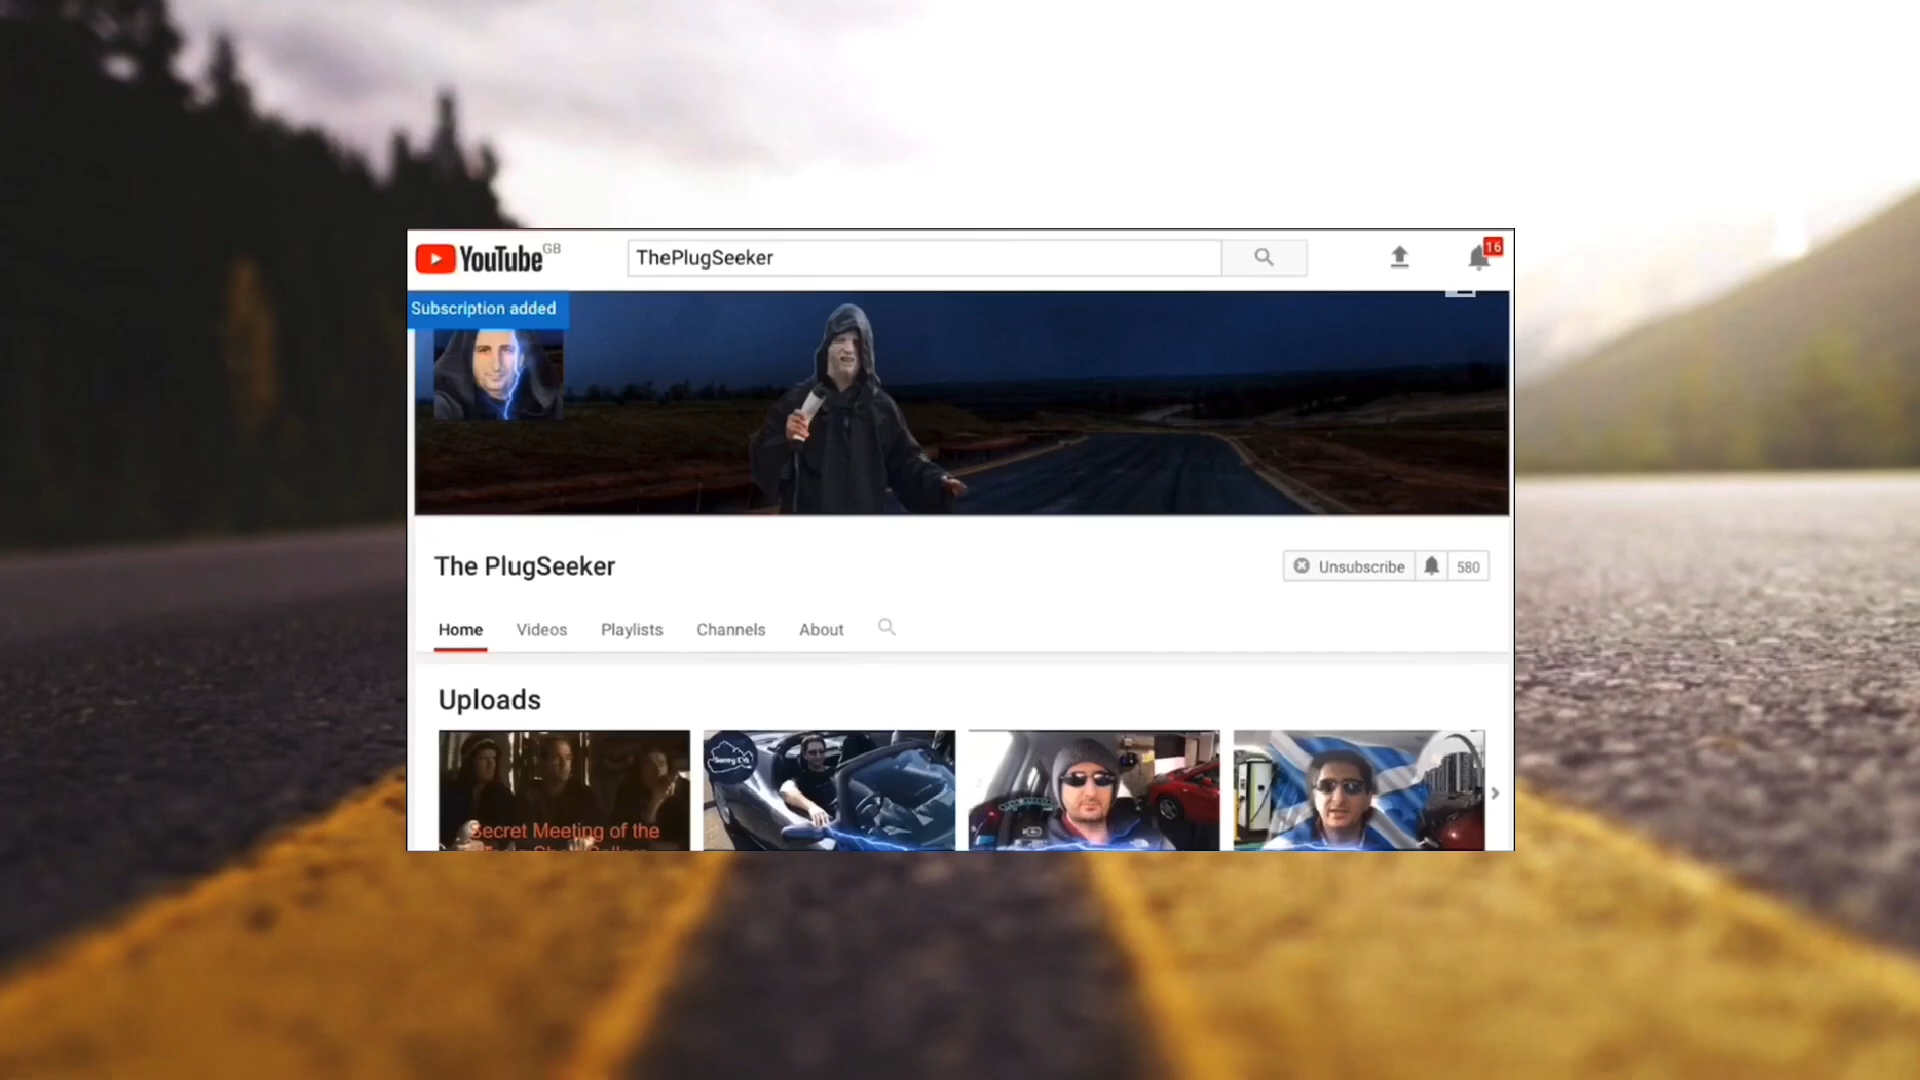 YouTube GB
ThePlugSeeker
16
Subscription added
The PlugSeeker
Unsubscribe
580
Home
Videos
Playlists
Channels
About
Uploads
Secret Meeting of the